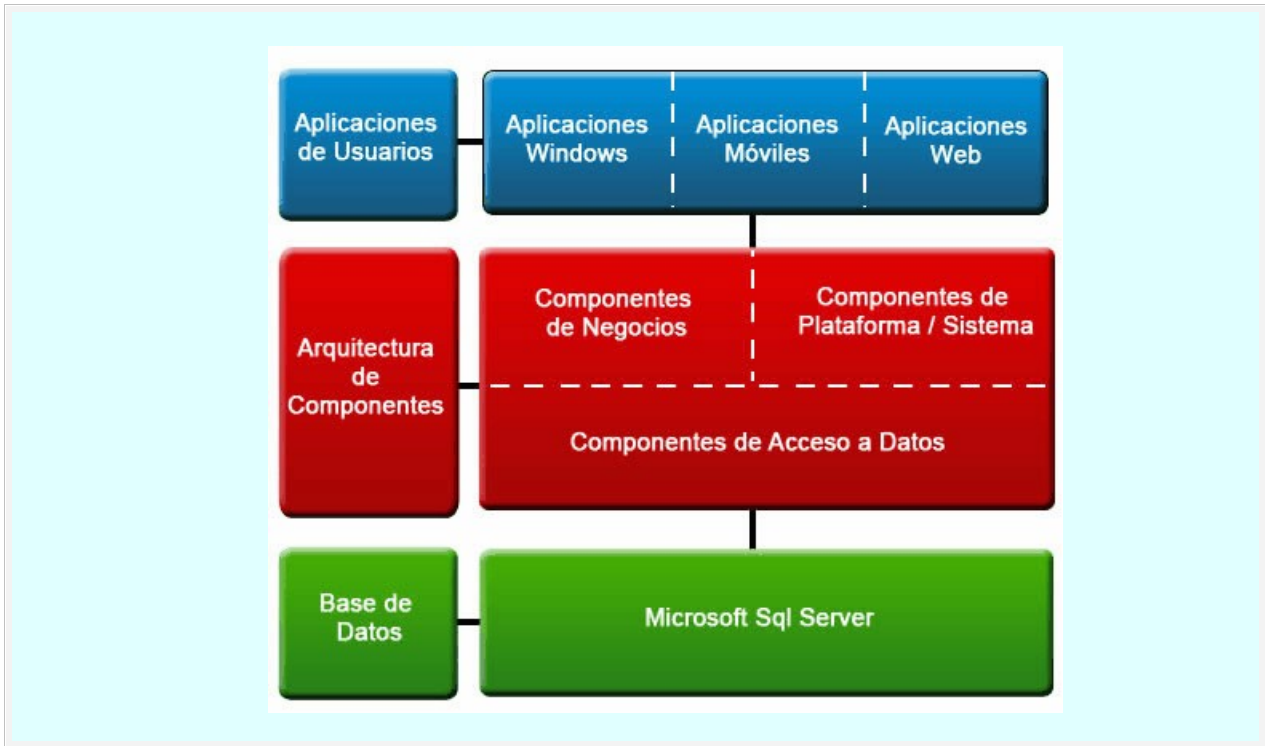 Aplicaciones
de Usuarios
Aplicaciones
Windows
Aplicaciones
Móviles
Aplicaciones
Web
Arquitectura
de
Componentes
Componentes
de Negocios
Componentes de
Plataforma / Sistema
Componentes de Acceso a Datos
Base de
Datos
Microsoft Sql Server